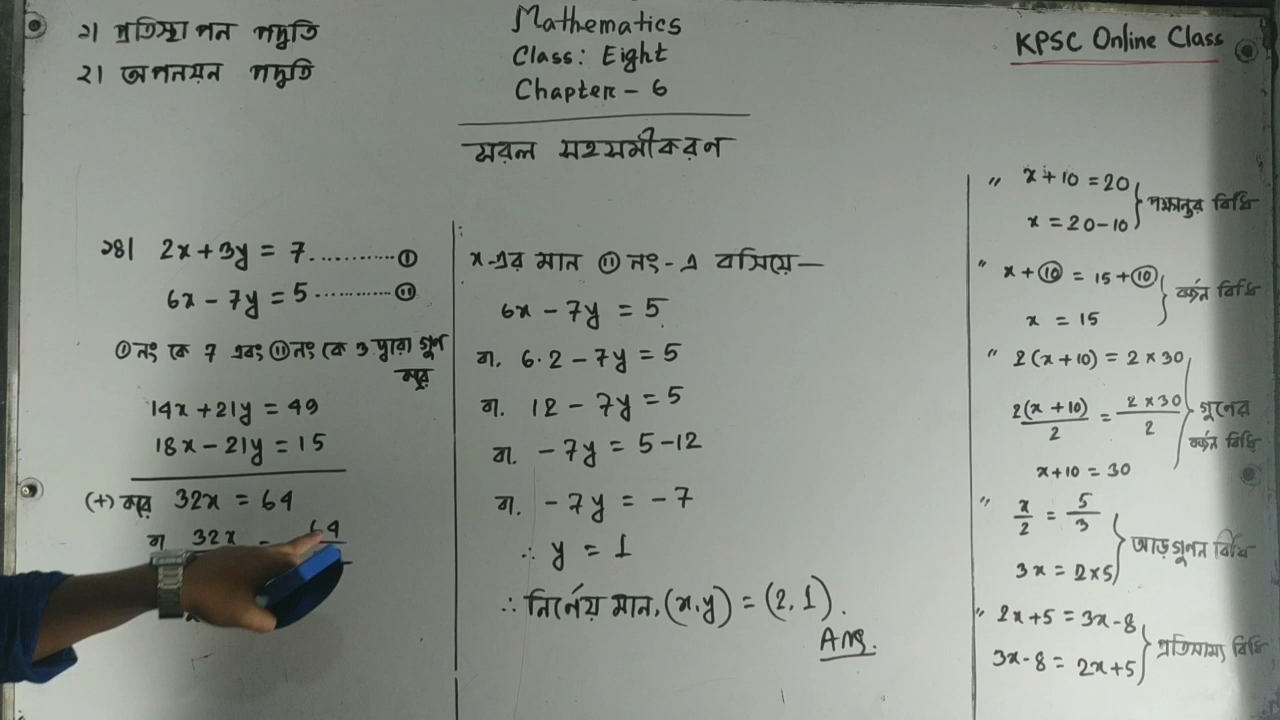 ১। প্রতিস্থাপন পদ্ধতি
২। অপনয়ন পদ্ধতি
Mathematics
Class: Eight
Chapter - 6
KPSC Online Class
সরল সহসমীকরণ
১৪। 2x + 3y = 7 ............ (i)
6x - 7y = 5 ............ (ii)
(i) নং কে 7 এবং (ii) নং কে 3 দ্বারা গুণ
করে
14x + 21y = 49
18x - 21y = 15
(+) করে 32x = 64
বা 32x = 64
x-এর মান (ii) নং-এ বসিয়ে—
6x - 7y = 5
বা. 6.2 - 7y = 5
বা. 12 - 7y = 5
বা. -7y = 5-12
বা. -7y = -7
∴ y = 1
∴ নির্ণেয় মান, (x,y) = (2, 1).
Ans.
" x+10 = 20
x = 20-10 } পক্ষান্তর বিধি
" x + (10) = 15 + (10)
x = 15 } বর্জন বিধি
" 2(x + 10) = 2 × 30
2(x + 10)/2 = 2 × 30/2 } গুনের
বর্জন বিধি
x+10 = 30
" x/2 = 5/3
3x = 2×5 } আড়গুনন বিধি
" 2x+5 = 3x-8
3x-8 = 2x+5 } প্রতিসাম্য বিধি